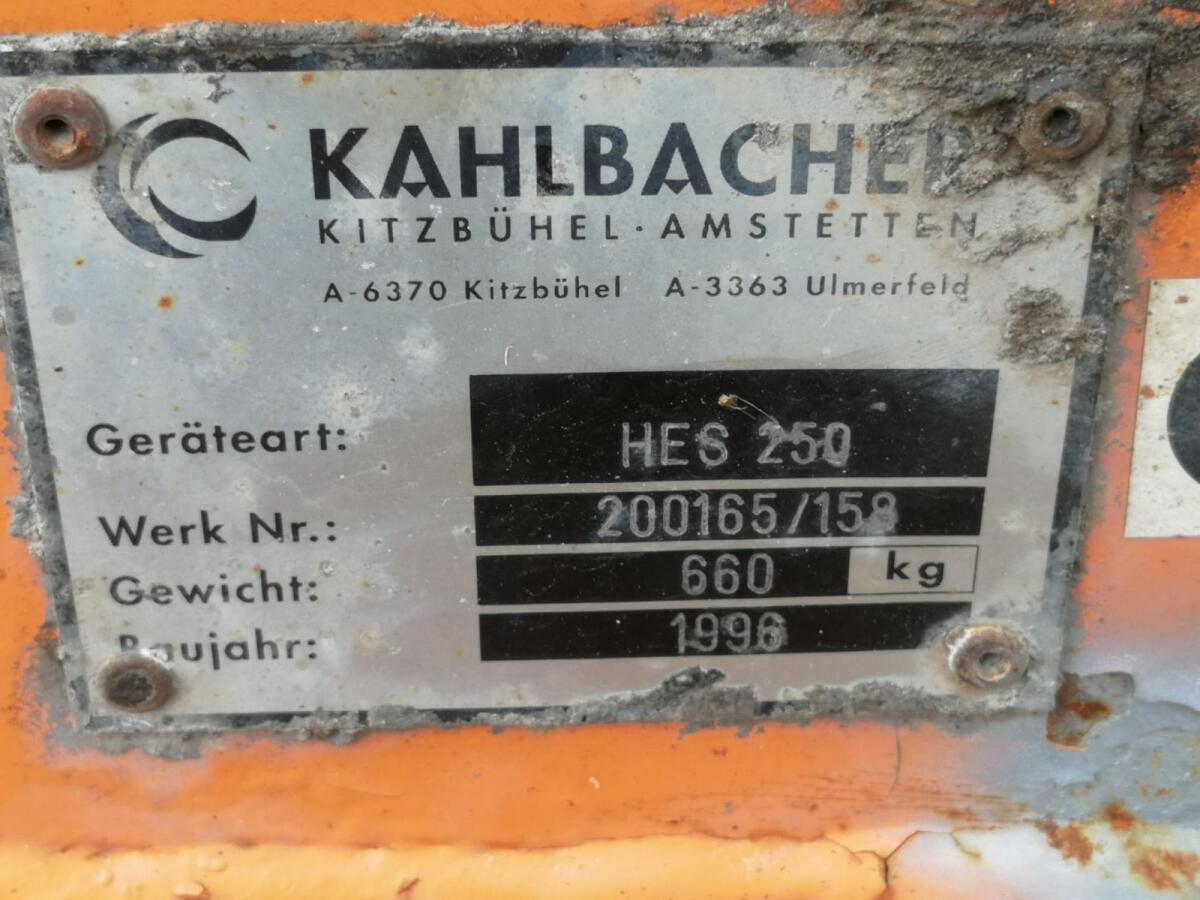 KAHLBACHER
KITZBÜHEL · AMSTETTEN
A-6370 Kitzbühel A-3363 Ulmerfeld
Geräteart: HES 250
Werk Nr.: 200165/158
Gewicht: 660 kg
Baujahr: 1996